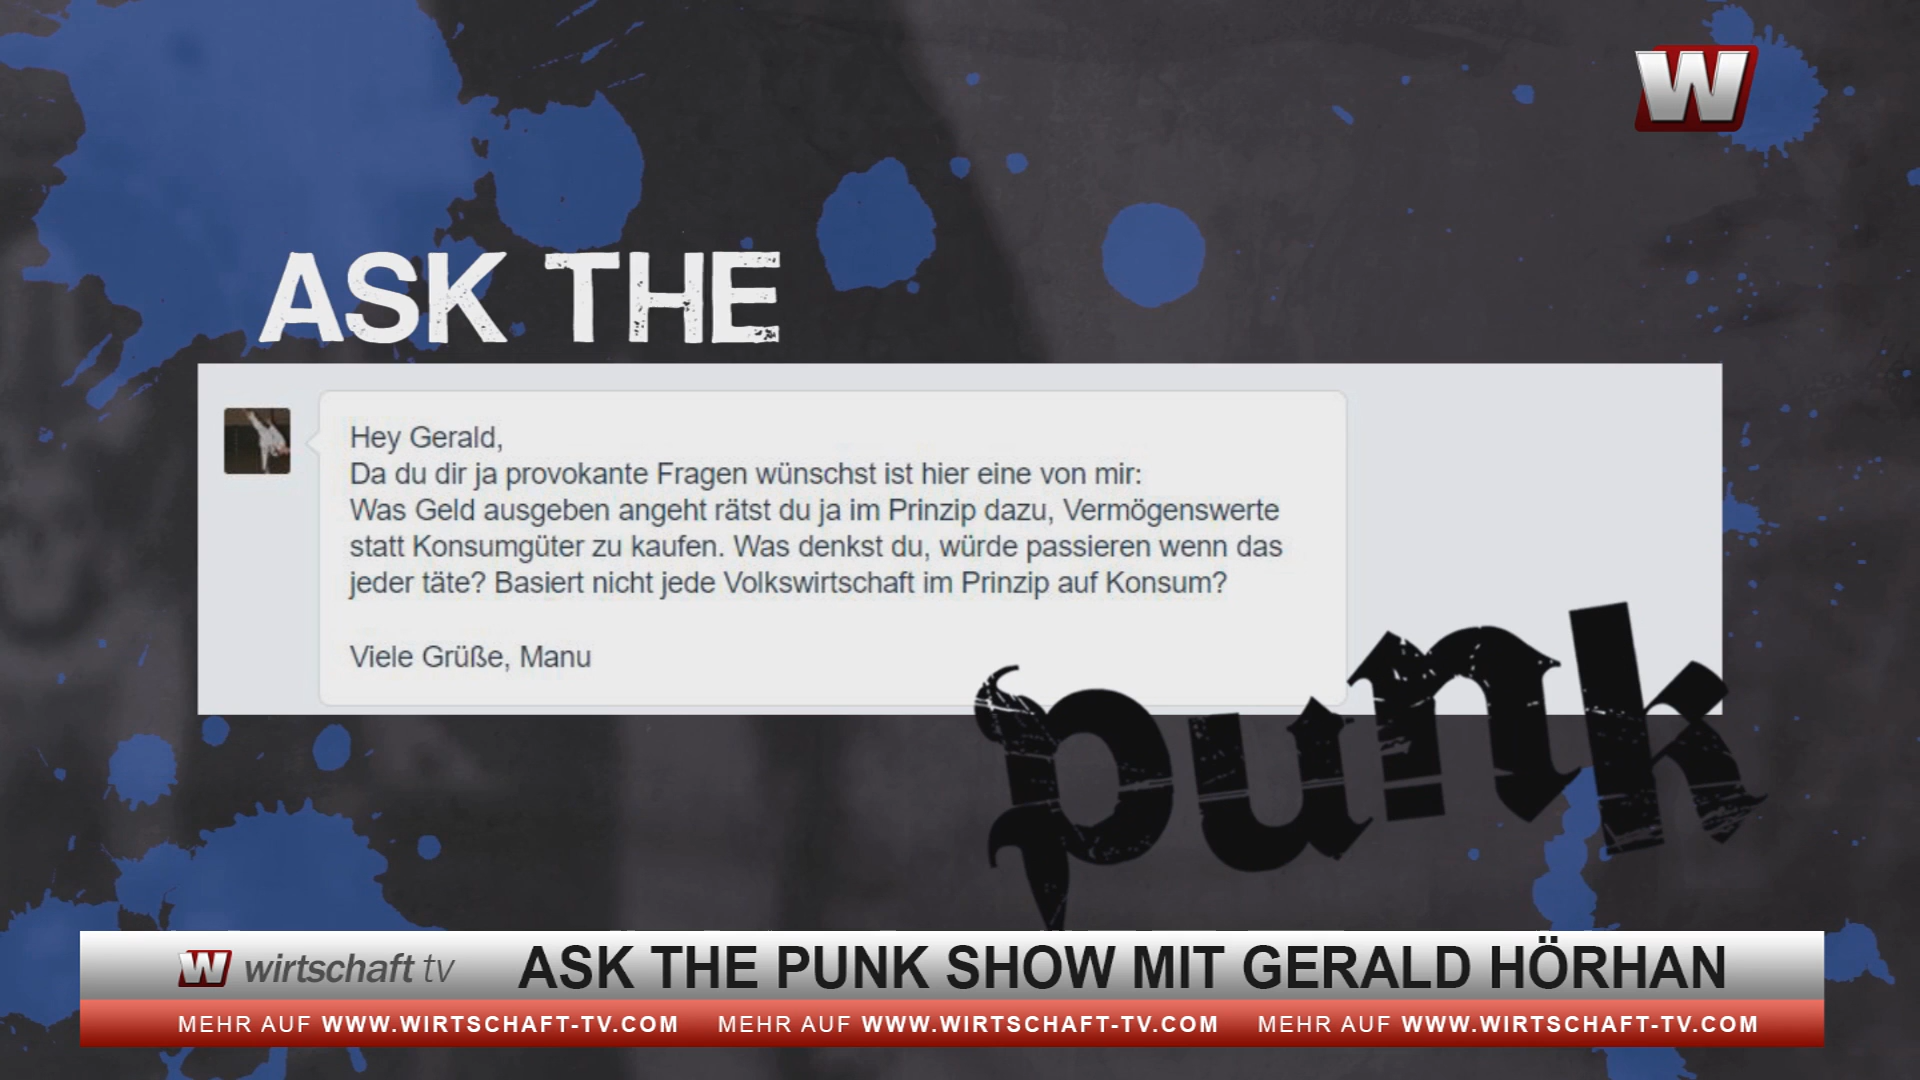 W
ASK THE
Hey Gerald,
Da du dir ja provokante Fragen wünschst ist hier eine von mir:
Was Geld ausgeben angeht rätst du ja im Prinzip dazu, Vermögenswerte
statt Konsumgüter zu kaufen. Was denkst du, würde passieren wenn das
jeder täte? Basiert nicht jede Volkswirtschaft im Prinzip auf Konsum?
Viele Grüße, Manu
punk
W wirtschaft tv ASK THE PUNK SHOW MIT GERALD HÖRHAN
MEHR AUF WWW.WIRTSCHAFT-TV.COM MEHR AUF WWW.WIRTSCHAFT-TV.COM MEHR AUF WWW.WIRTSCHAFT-TV.COM